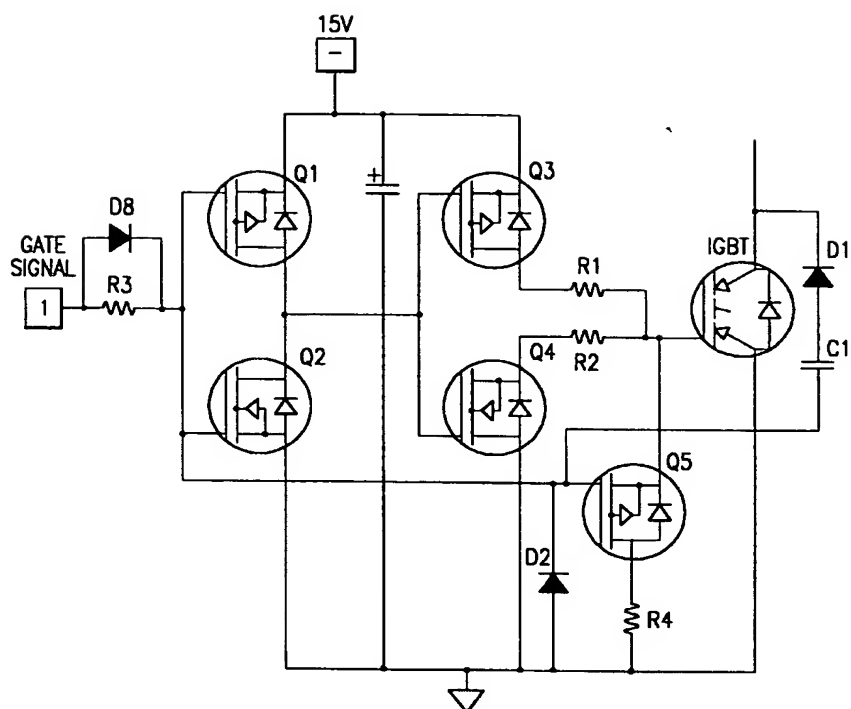 15V
−
Q1
Q3
+
D8
GATE
SIGNAL
R3
1
IGBT
D1
R1
Q2
Q4
R2
C1
Q5
D2
R4